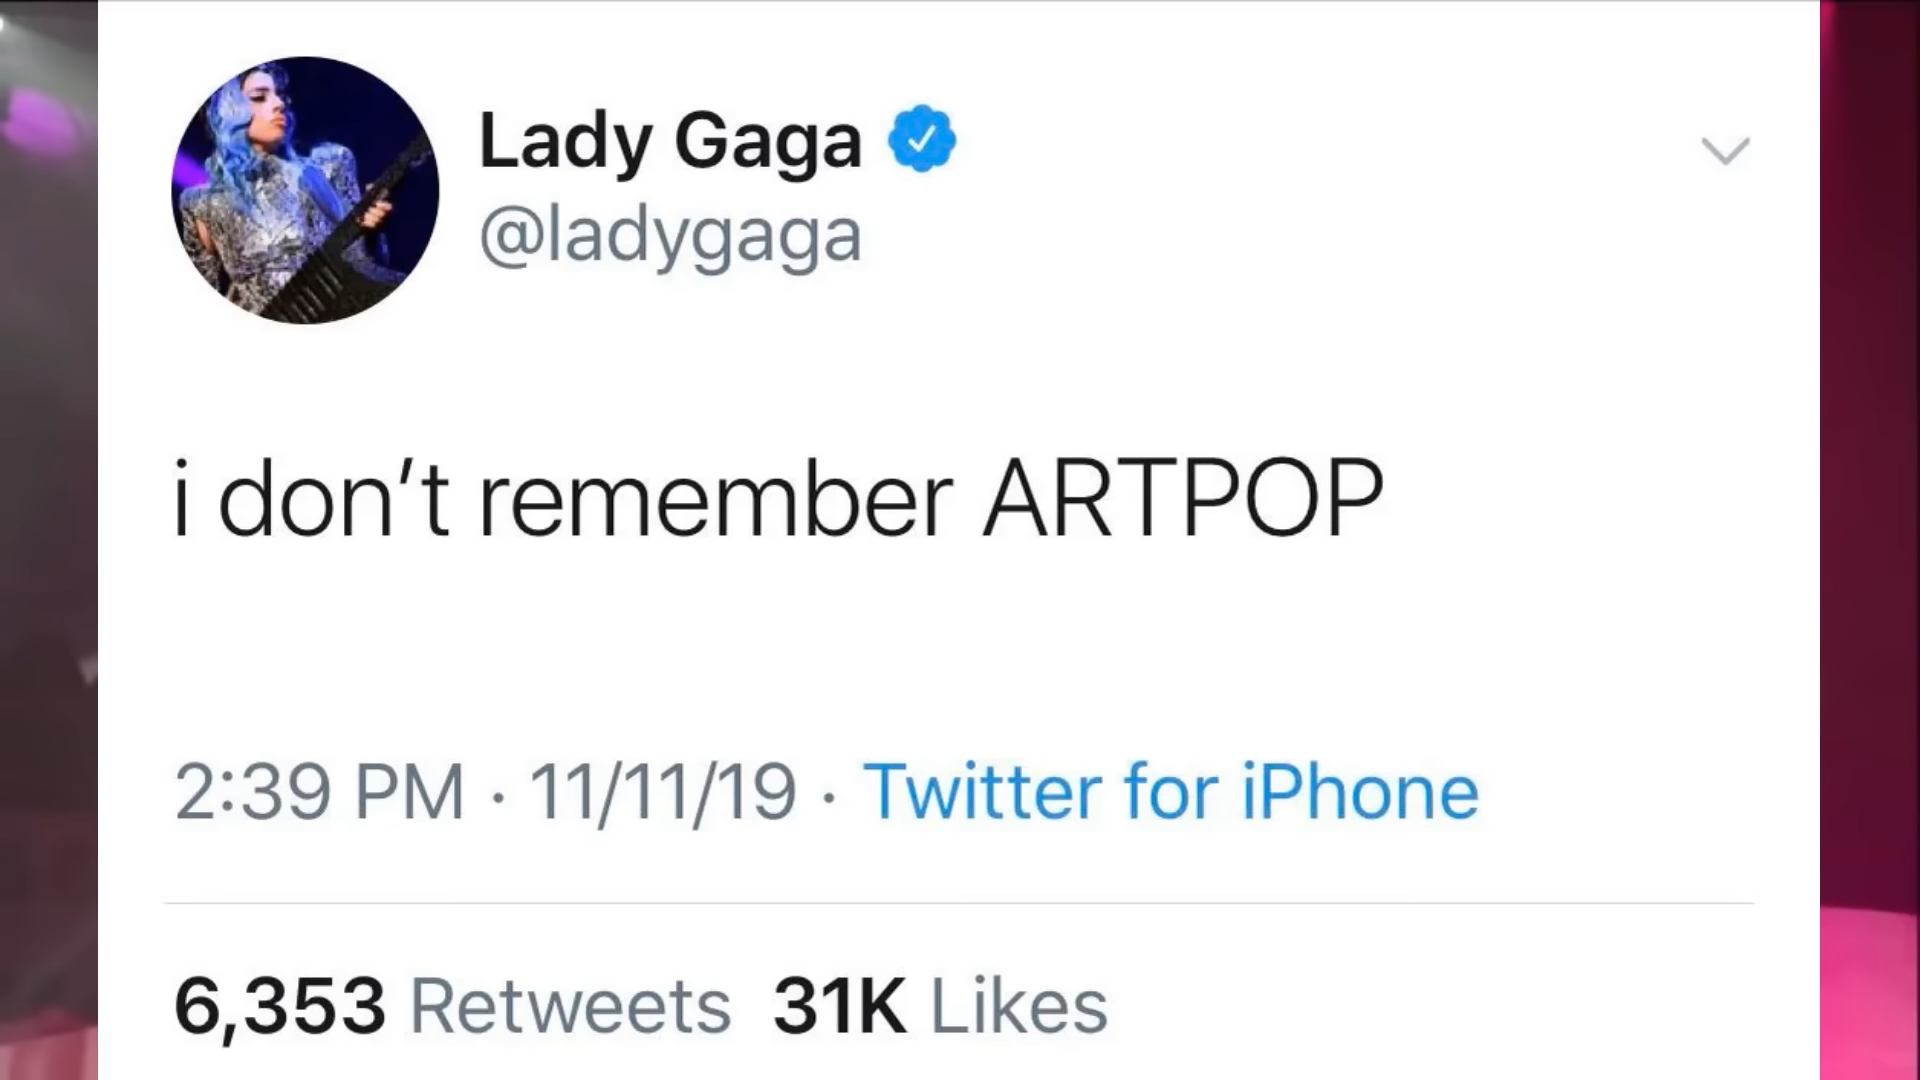 Lady Gaga
@ladygaga
i don’t remember ARTPOP
2:39 PM · 11/11/19 · Twitter for iPhone
6,353 Retweets 31K Likes